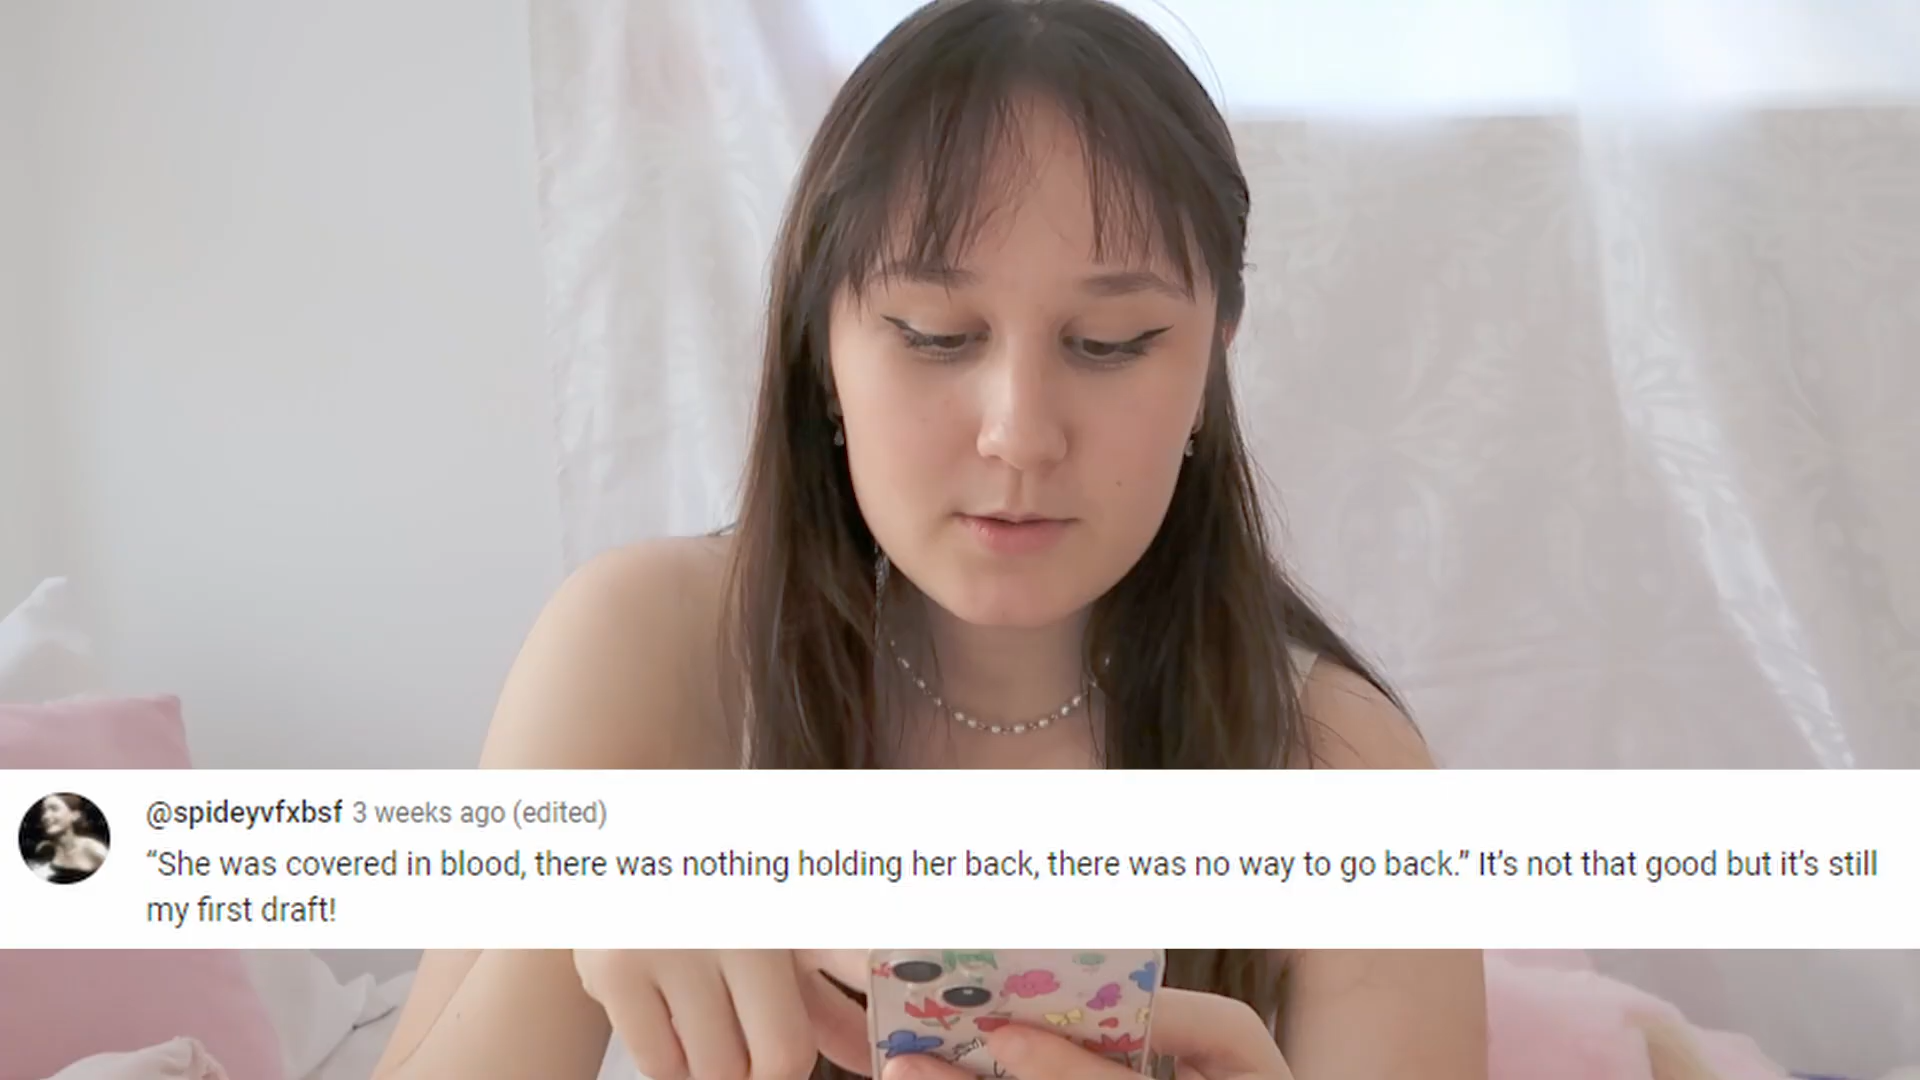 @spideyvfxbsf 3 weeks ago (edited)
“She was covered in blood, there was nothing holding her back, there was no way to go back.” It’s not that good but it’s still
my first draft!